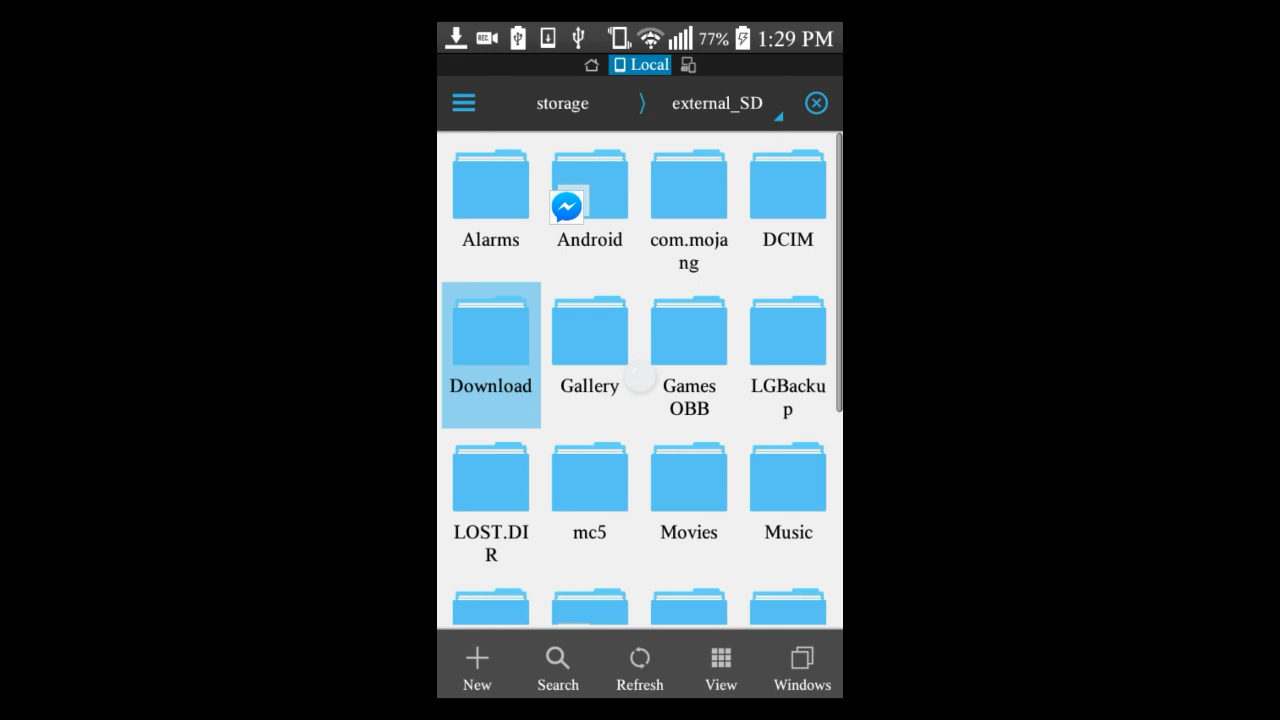 REC. 77% 1:29 PM
Local
storage external_SD
Alarms Android com.moja DCIM
ng
Download Gallery Games LGBacku
OBB p
LOST.DI mc5 Movies Music
R
New Search Refresh View Windows